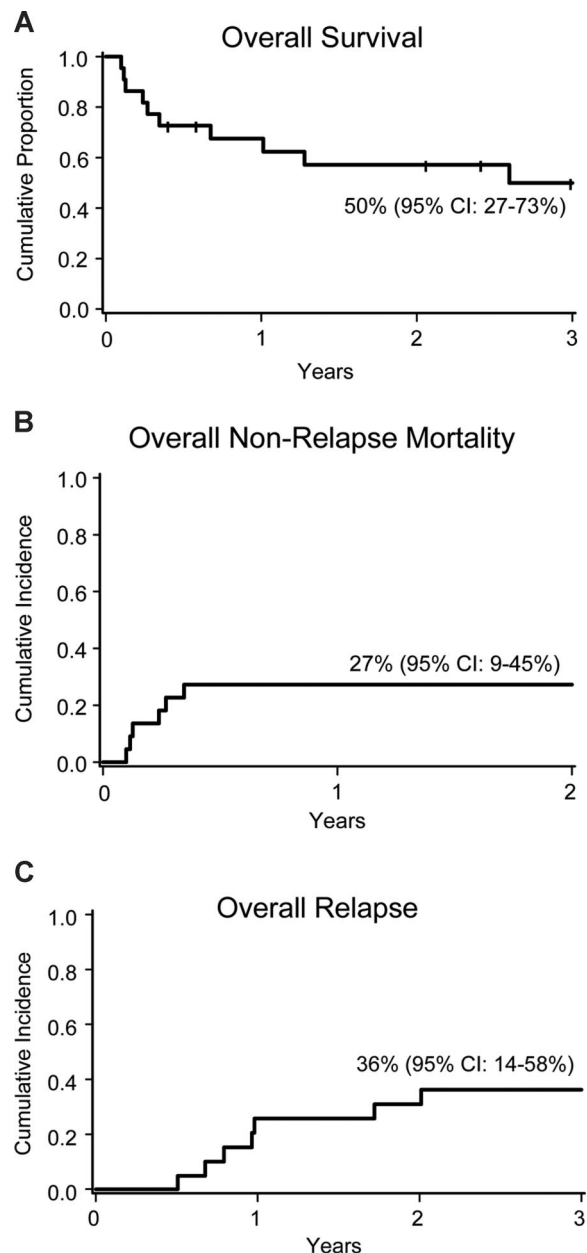 A
Overall Survival
Cumulative Proportion
1.0
0.8
0.6
0.4
0.2
0.0
50% (95% CI: 27-73%)
0 1 2 3
Years
B
Overall Non-Relapse Mortality
Cumulative Incidence
1.0
0.8
0.6
0.4
0.2
0.0
27% (95% CI: 9-45%)
0 1 2
Years
C
Overall Relapse
Cumulative Incidence
1.0
0.8
0.6
0.4
0.2
0.0
36% (95% CI: 14-58%)
0 1 2 3
Years